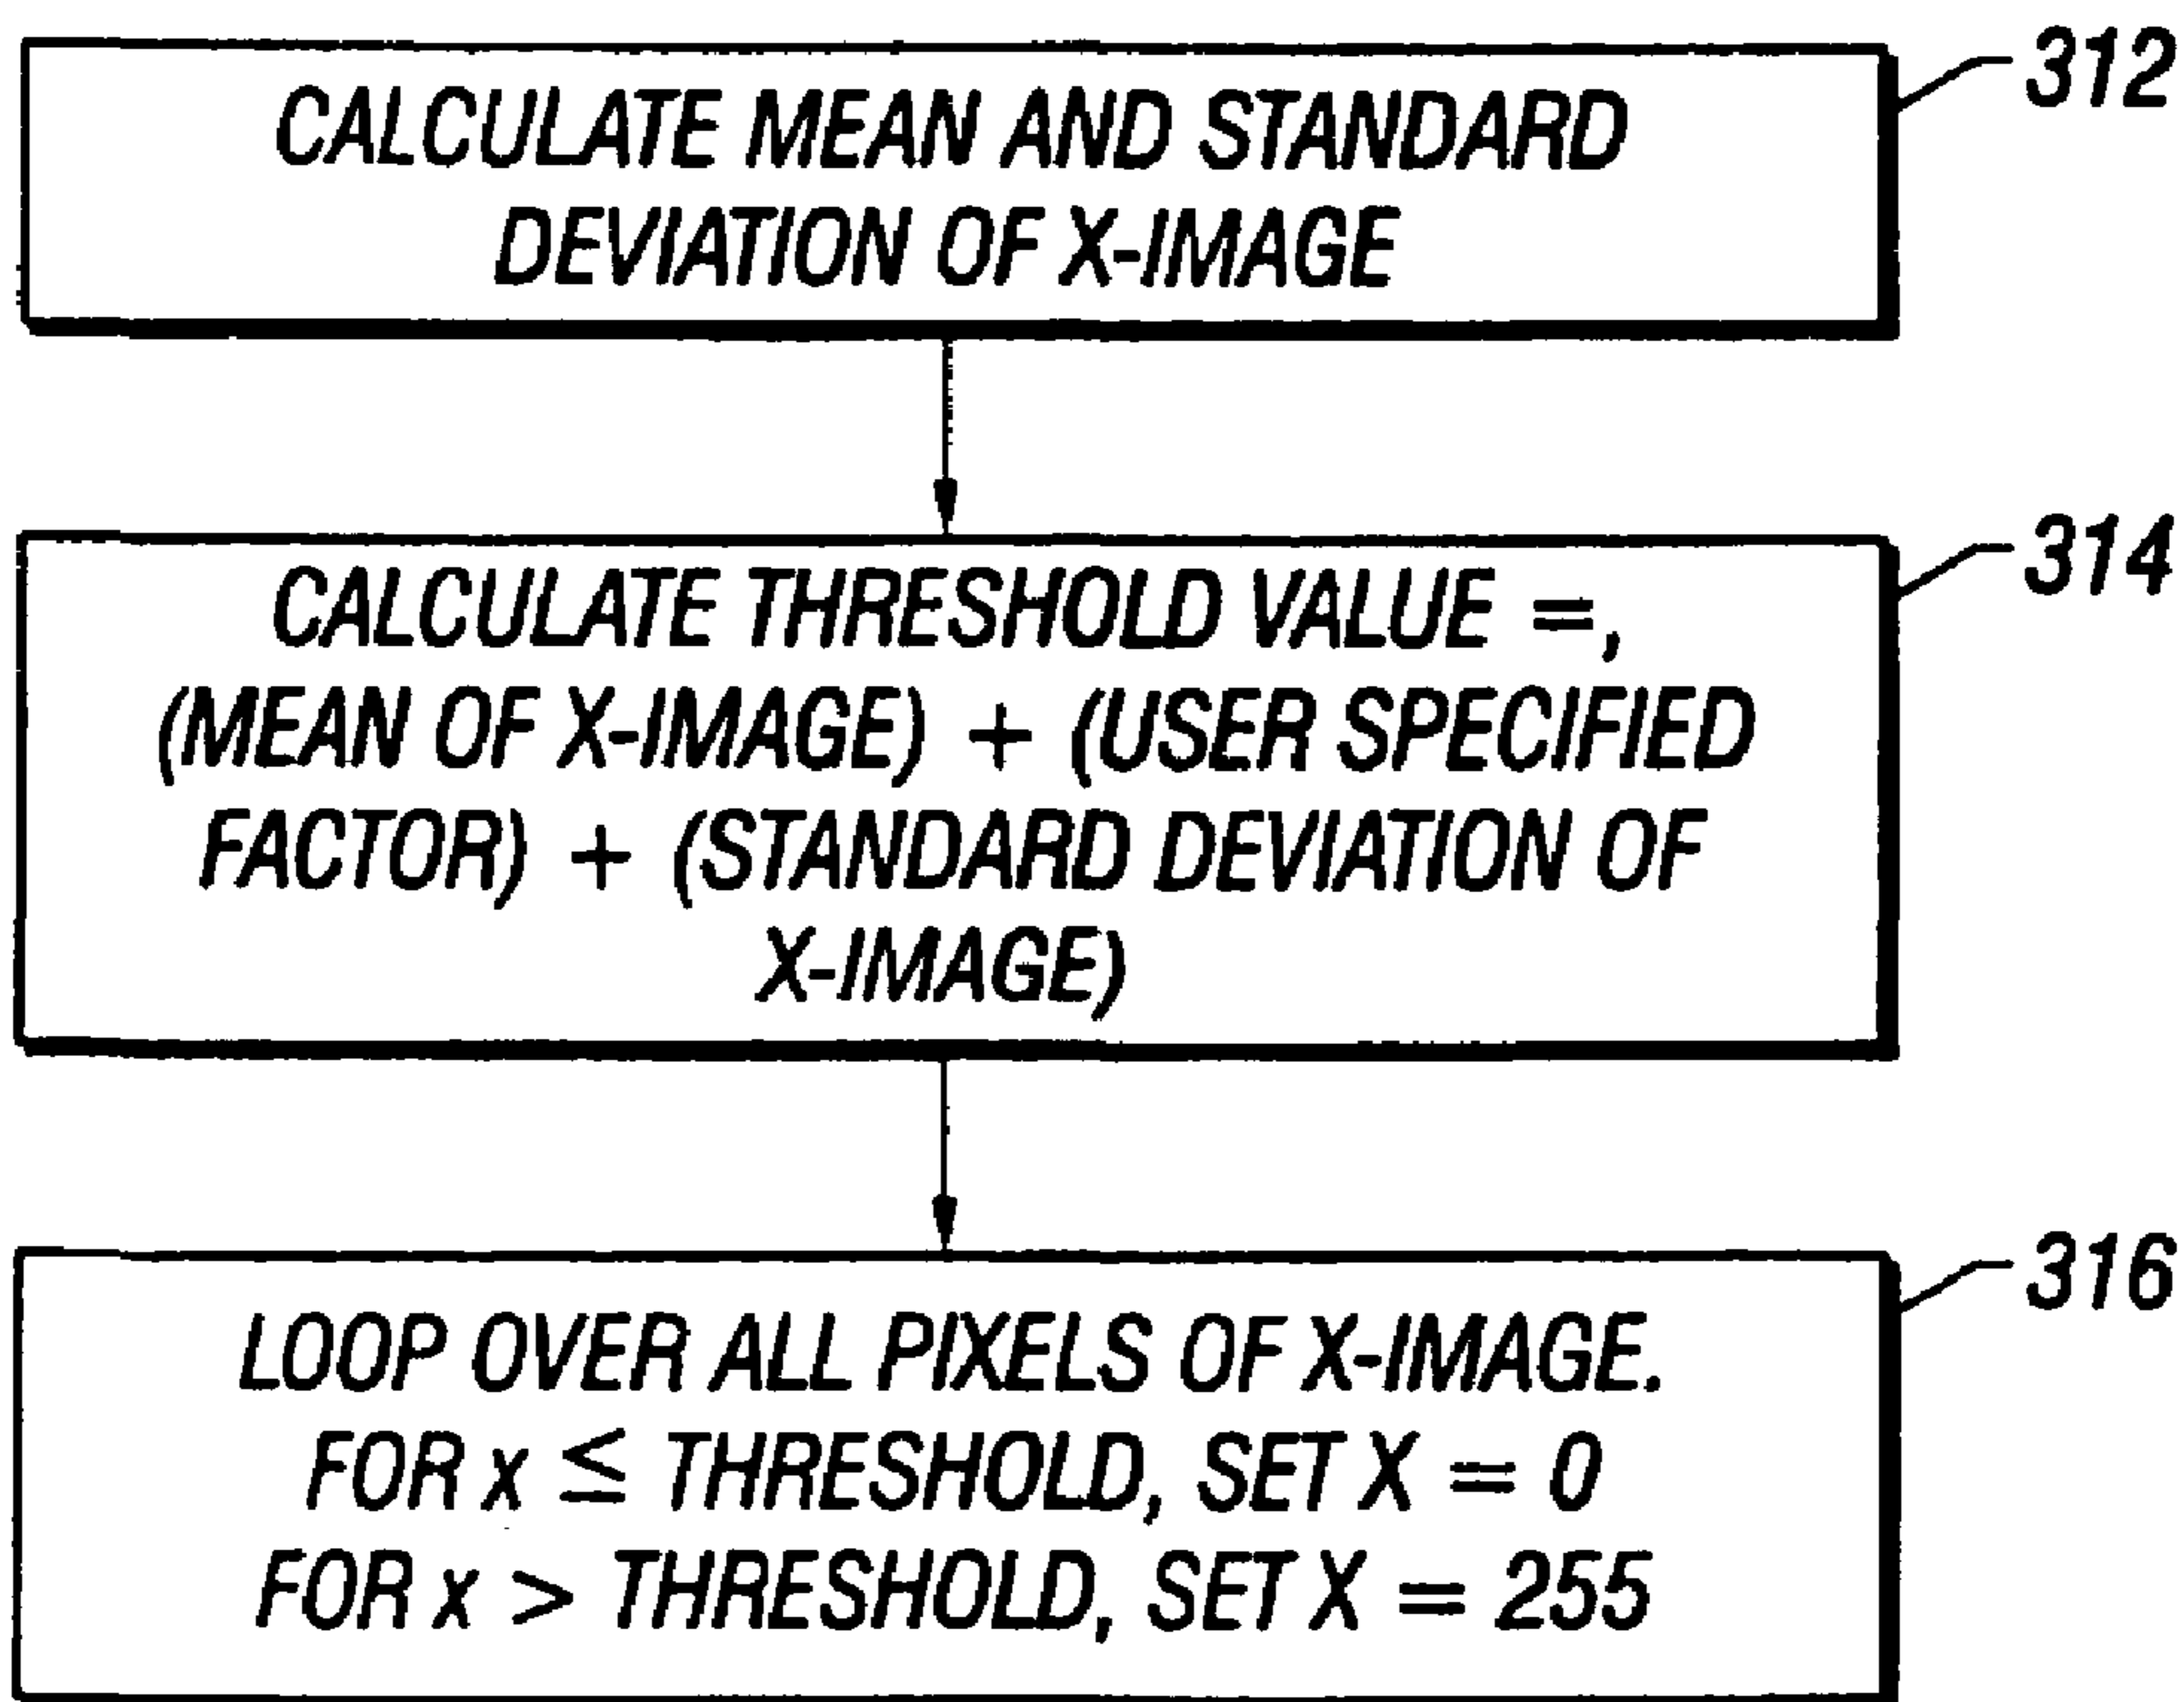 CALCULATE MEAN AND STANDARD
DEVIATION OF X-IMAGE
312
CALCULATE THRESHOLD VALUE =,
(MEAN OF X-IMAGE) + (USER SPECIFIED
FACTOR) + (STANDARD DEVIATION OF
X-IMAGE)
314
LOOP OVER ALL PIXELS OF X-IMAGE.
FOR x ≤ THRESHOLD, SET X = 0
FOR x > THRESHOLD, SET X = 255
316